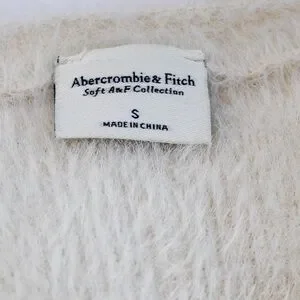 Abercrombie & Fitch
Soft A&F Collection
S
MADE IN CHINA